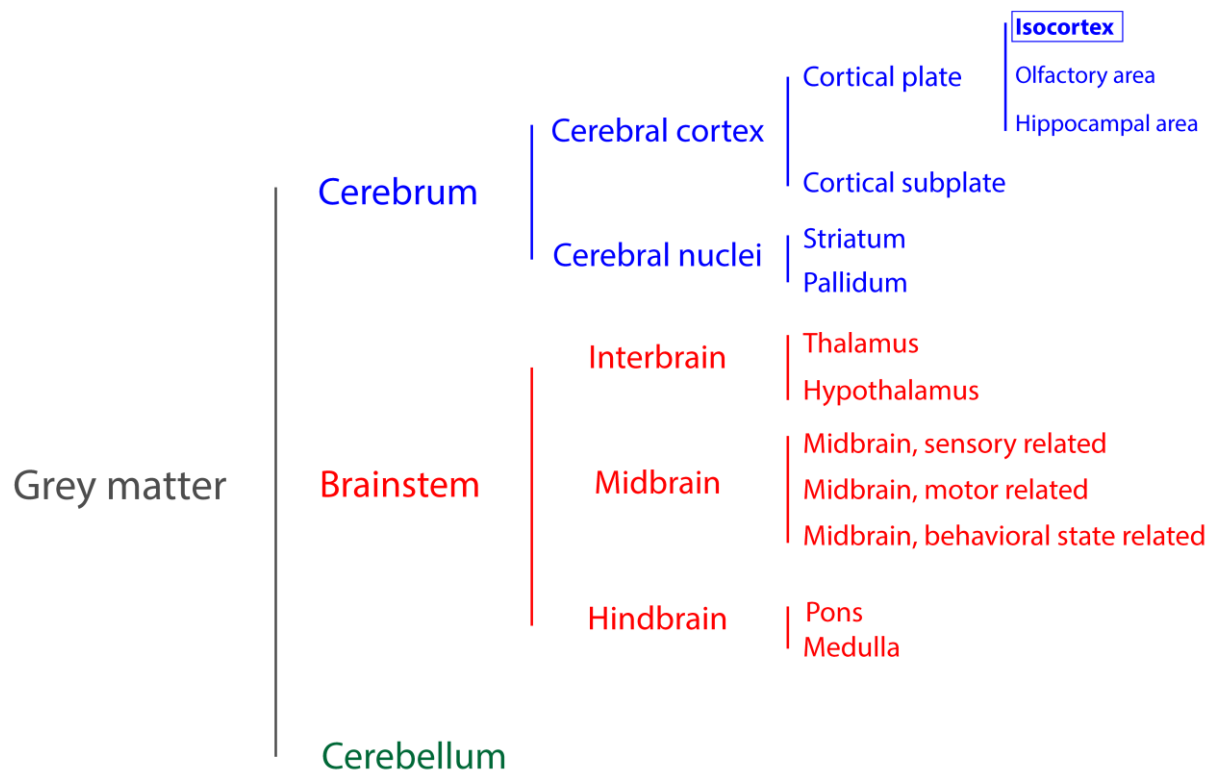 Isocortex
Cortical plate
Olfactory area
Hippocampal area
Cerebral cortex
Cerebrum
Cortical subplate
Striatum
Cerebral nuclei
Pallidum
Thalamus
Interbrain
Hypothalamus
Midbrain, sensory related
Grey matter
Brainstem
Midbrain
Midbrain, motor related
Midbrain, behavioral state related
Pons
Hindbrain
Medulla
Cerebellum